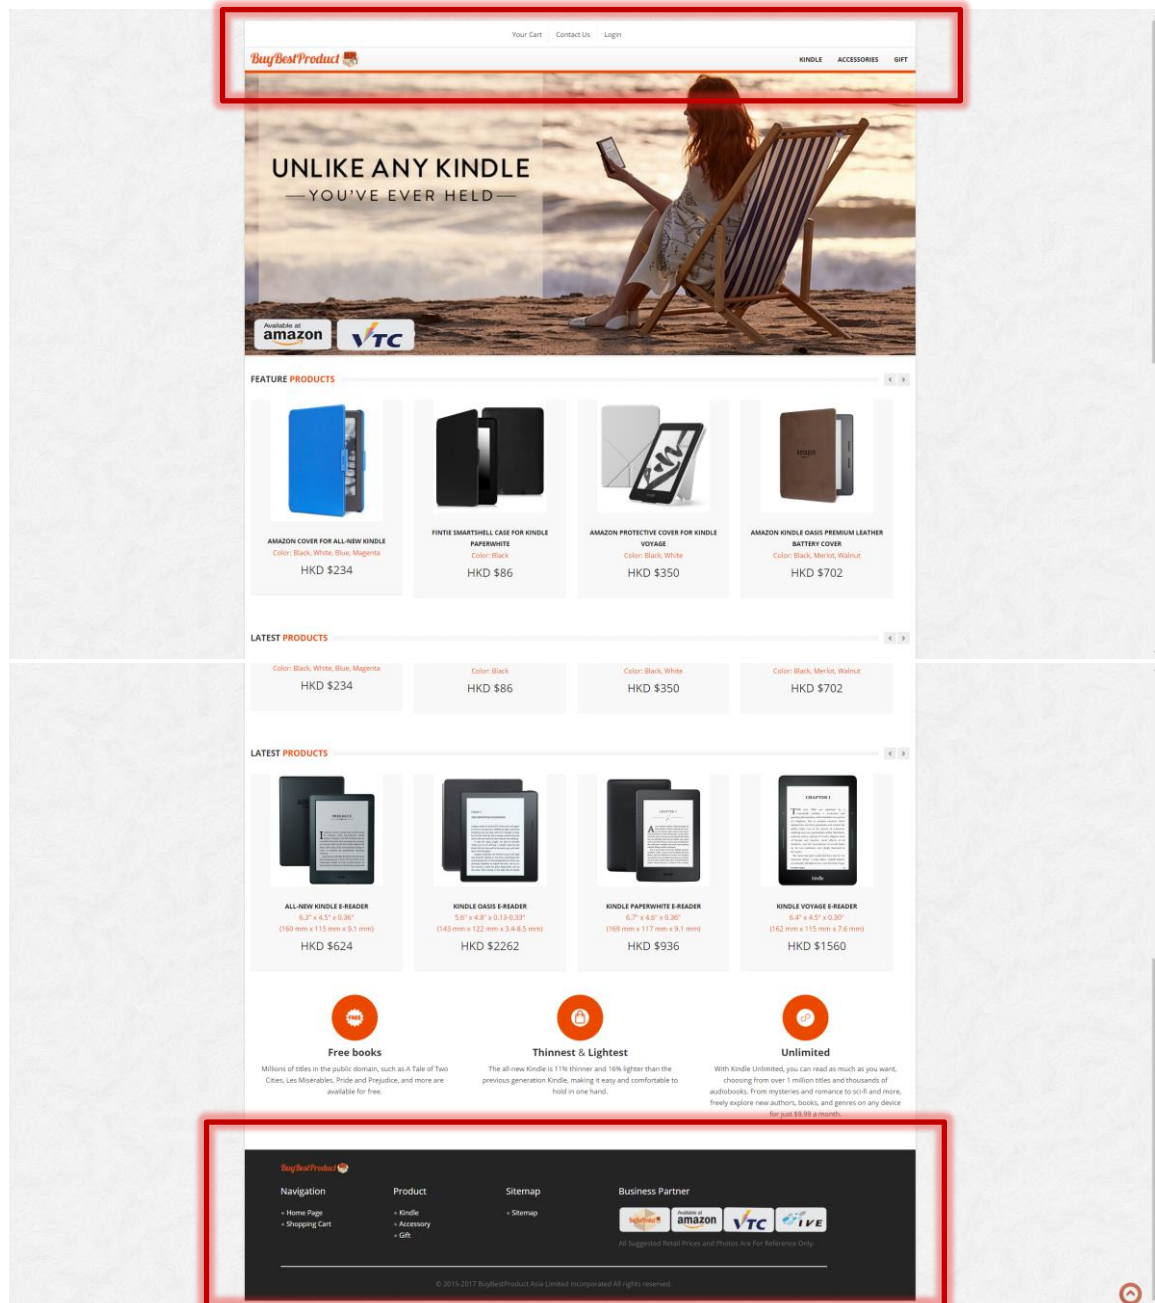 Your Cart Contact Us Login
BuyBestProduct
KINDLE ACCESSORIES GIFT
UNLIKE ANY KINDLE
—YOU'VE EVER HELD—
Available at
amazon
VTC
FEATURE PRODUCTS
AMAZON COVER FOR ALL-NEW KINDLE
Color: Black, White, Blue, Magenta
HKD $234
FINTIE SMARTSHELL CASE FOR KINDLE
PAPERWHITE
Color: Black
HKD $86
AMAZON PROTECTIVE COVER FOR KINDLE
VOYAGE
Color: Black, White
HKD $350
amazon
AMAZON KINDLE OASIS PREMIUM LEATHER
BATTERY COVER
Color: Black, Merlot, Walnut
HKD $702
LATEST PRODUCTS
Color: Black, White, Blue, Magenta
HKD $234
Color: Black
HKD $86
Color: Black, White
HKD $350
Color: Black, Merlot, Walnut
HKD $702
LATEST PRODUCTS
ALL-NEW KINDLE E-READER
6.3" x 4.5" x 0.36"
(160 mm x 115 mm x 9.1 mm)
HKD $624
KINDLE OASIS E-READER
5.6" x 4.8" x 0.13-0.33"
(143 mm x 122 mm x 3.4-8.5 mm)
HKD $2262
KINDLE PAPERWHITE E-READER
6.7" x 4.6" x 0.36"
(169 mm x 117 mm x 9.1 mm)
HKD $936
CHAPTER I
kindle
KINDLE VOYAGE E-READER
6.4" x 4.5" x 0.30"
(162 mm x 115 mm x 7.6 mm)
HKD $1560
FREE
Free books
Millions of titles in the public domain, such as A Tale of Two
Cities, Les Misérables, Pride and Prejudice, and more are
available for free.
Thinnest & Lightest
The all-new Kindle is 11% thinner and 16% lighter than the
previous generation Kindle, making it easy and comfortable to
hold in one hand.
Unlimited
With Kindle Unlimited, you can read as much as you want,
choosing from over 1 million titles and thousands of
audiobooks. From mysteries and romance to sci-fi and more,
freely explore new authors, books, and genres on any device
for just $9.99 a month.
BuyBestProduct
Navigation
» Home Page
» Shopping Cart
Product
» Kindle
» Accessory
» Gift
Sitemap
» Sitemap
Business Partner
BuyBestProduct
Available at
amazon
VTC
IVE
All Suggested Retail Prices and Photos Are For Reference Only.
© 2015-2017 BuyBestProduct Asia Limited Incorporated All rights reserved.